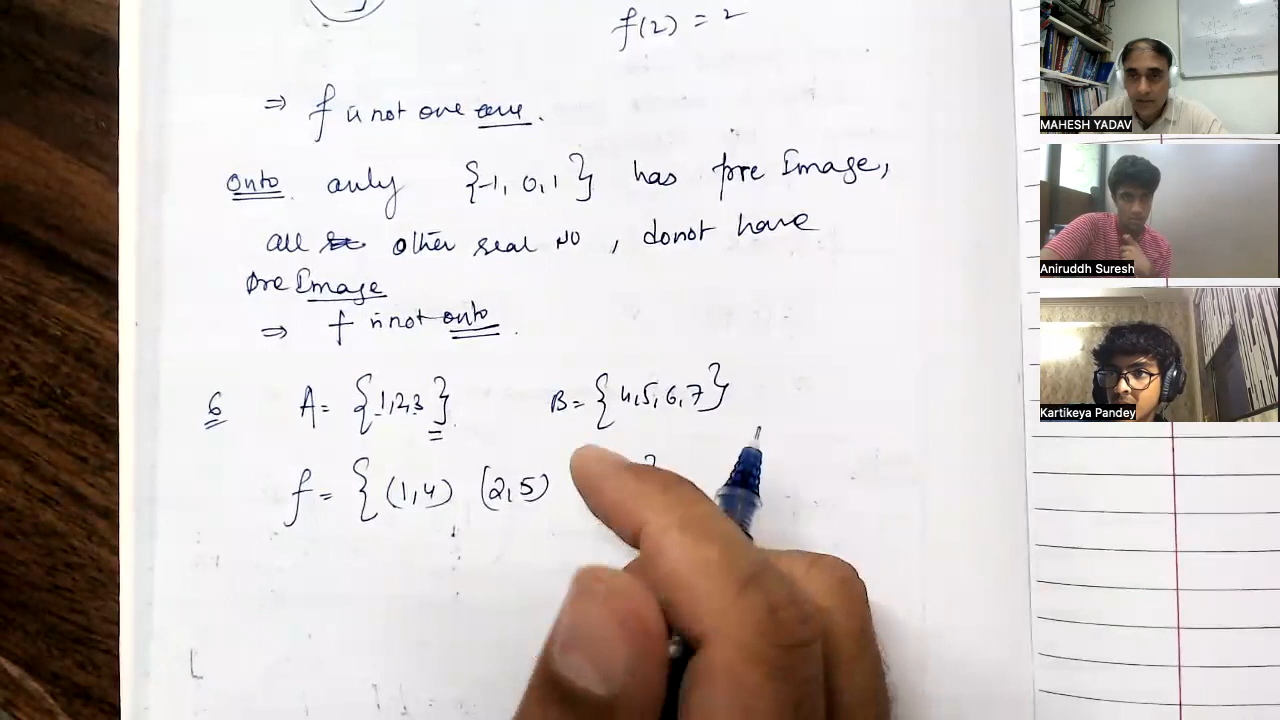 f(2) = 2
⇒ f is not one one.
Onto only {-1, 0, 1} has pre Image,
all other real NO, donot have
pre Image
⇒ f is not onto.
6 A = {1,2,3} B = {4,5,6,7}
f = {(1,4) (2,5) }
MAHESH YADAV
Aniruddh Suresh
Kartikeya Pandey